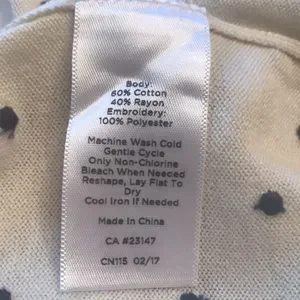 Body:
60% Cotton
40% Rayon
Embroidery:
100% Polyester
Machine Wash Cold
Gentle Cycle
Only Non-Chlorine
Bleach When Needed
Reshape, Lay Flat To
Dry
Cool Iron If Needed
Made In China
CA #23147
CN115 02/17